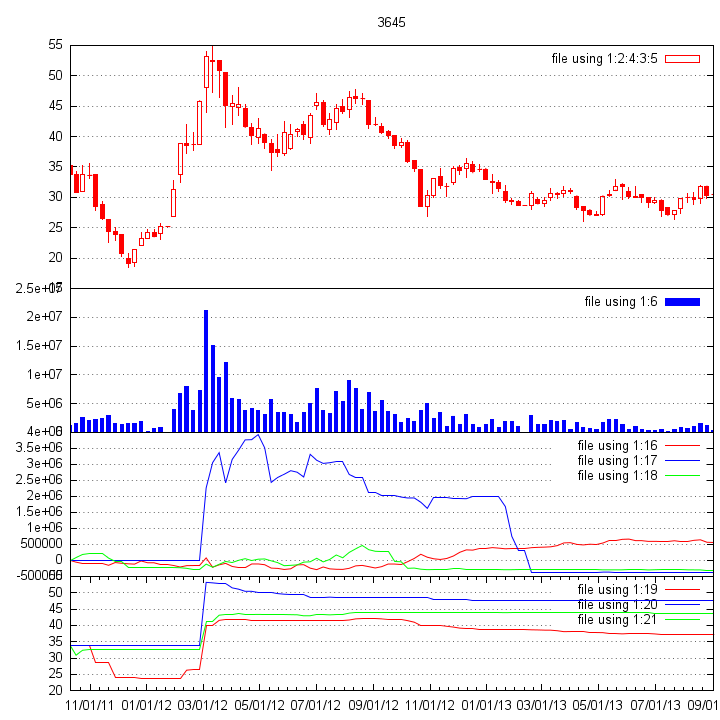 3645
55
file using 1:2:4:3:5
50
45
40
35
30
25
20
2.5e+07
file using 1:6
2e+07
1.5e+07
1e+07
5e+06
4e+06
file using 1:16
3.5e+06
file using 1:17
3e+06
file using 1:18
2.5e+06
2e+06
1.5e+06
1e+06
500000
0
-500000
file using 1:19
50
file using 1:20
45
file using 1:21
40
35
30
25
20
11/01/11 01/01/12 03/01/12 05/01/12 07/01/12 09/01/12 11/01/12 01/01/13 03/01/13 05/01/13 07/01/13 09/01